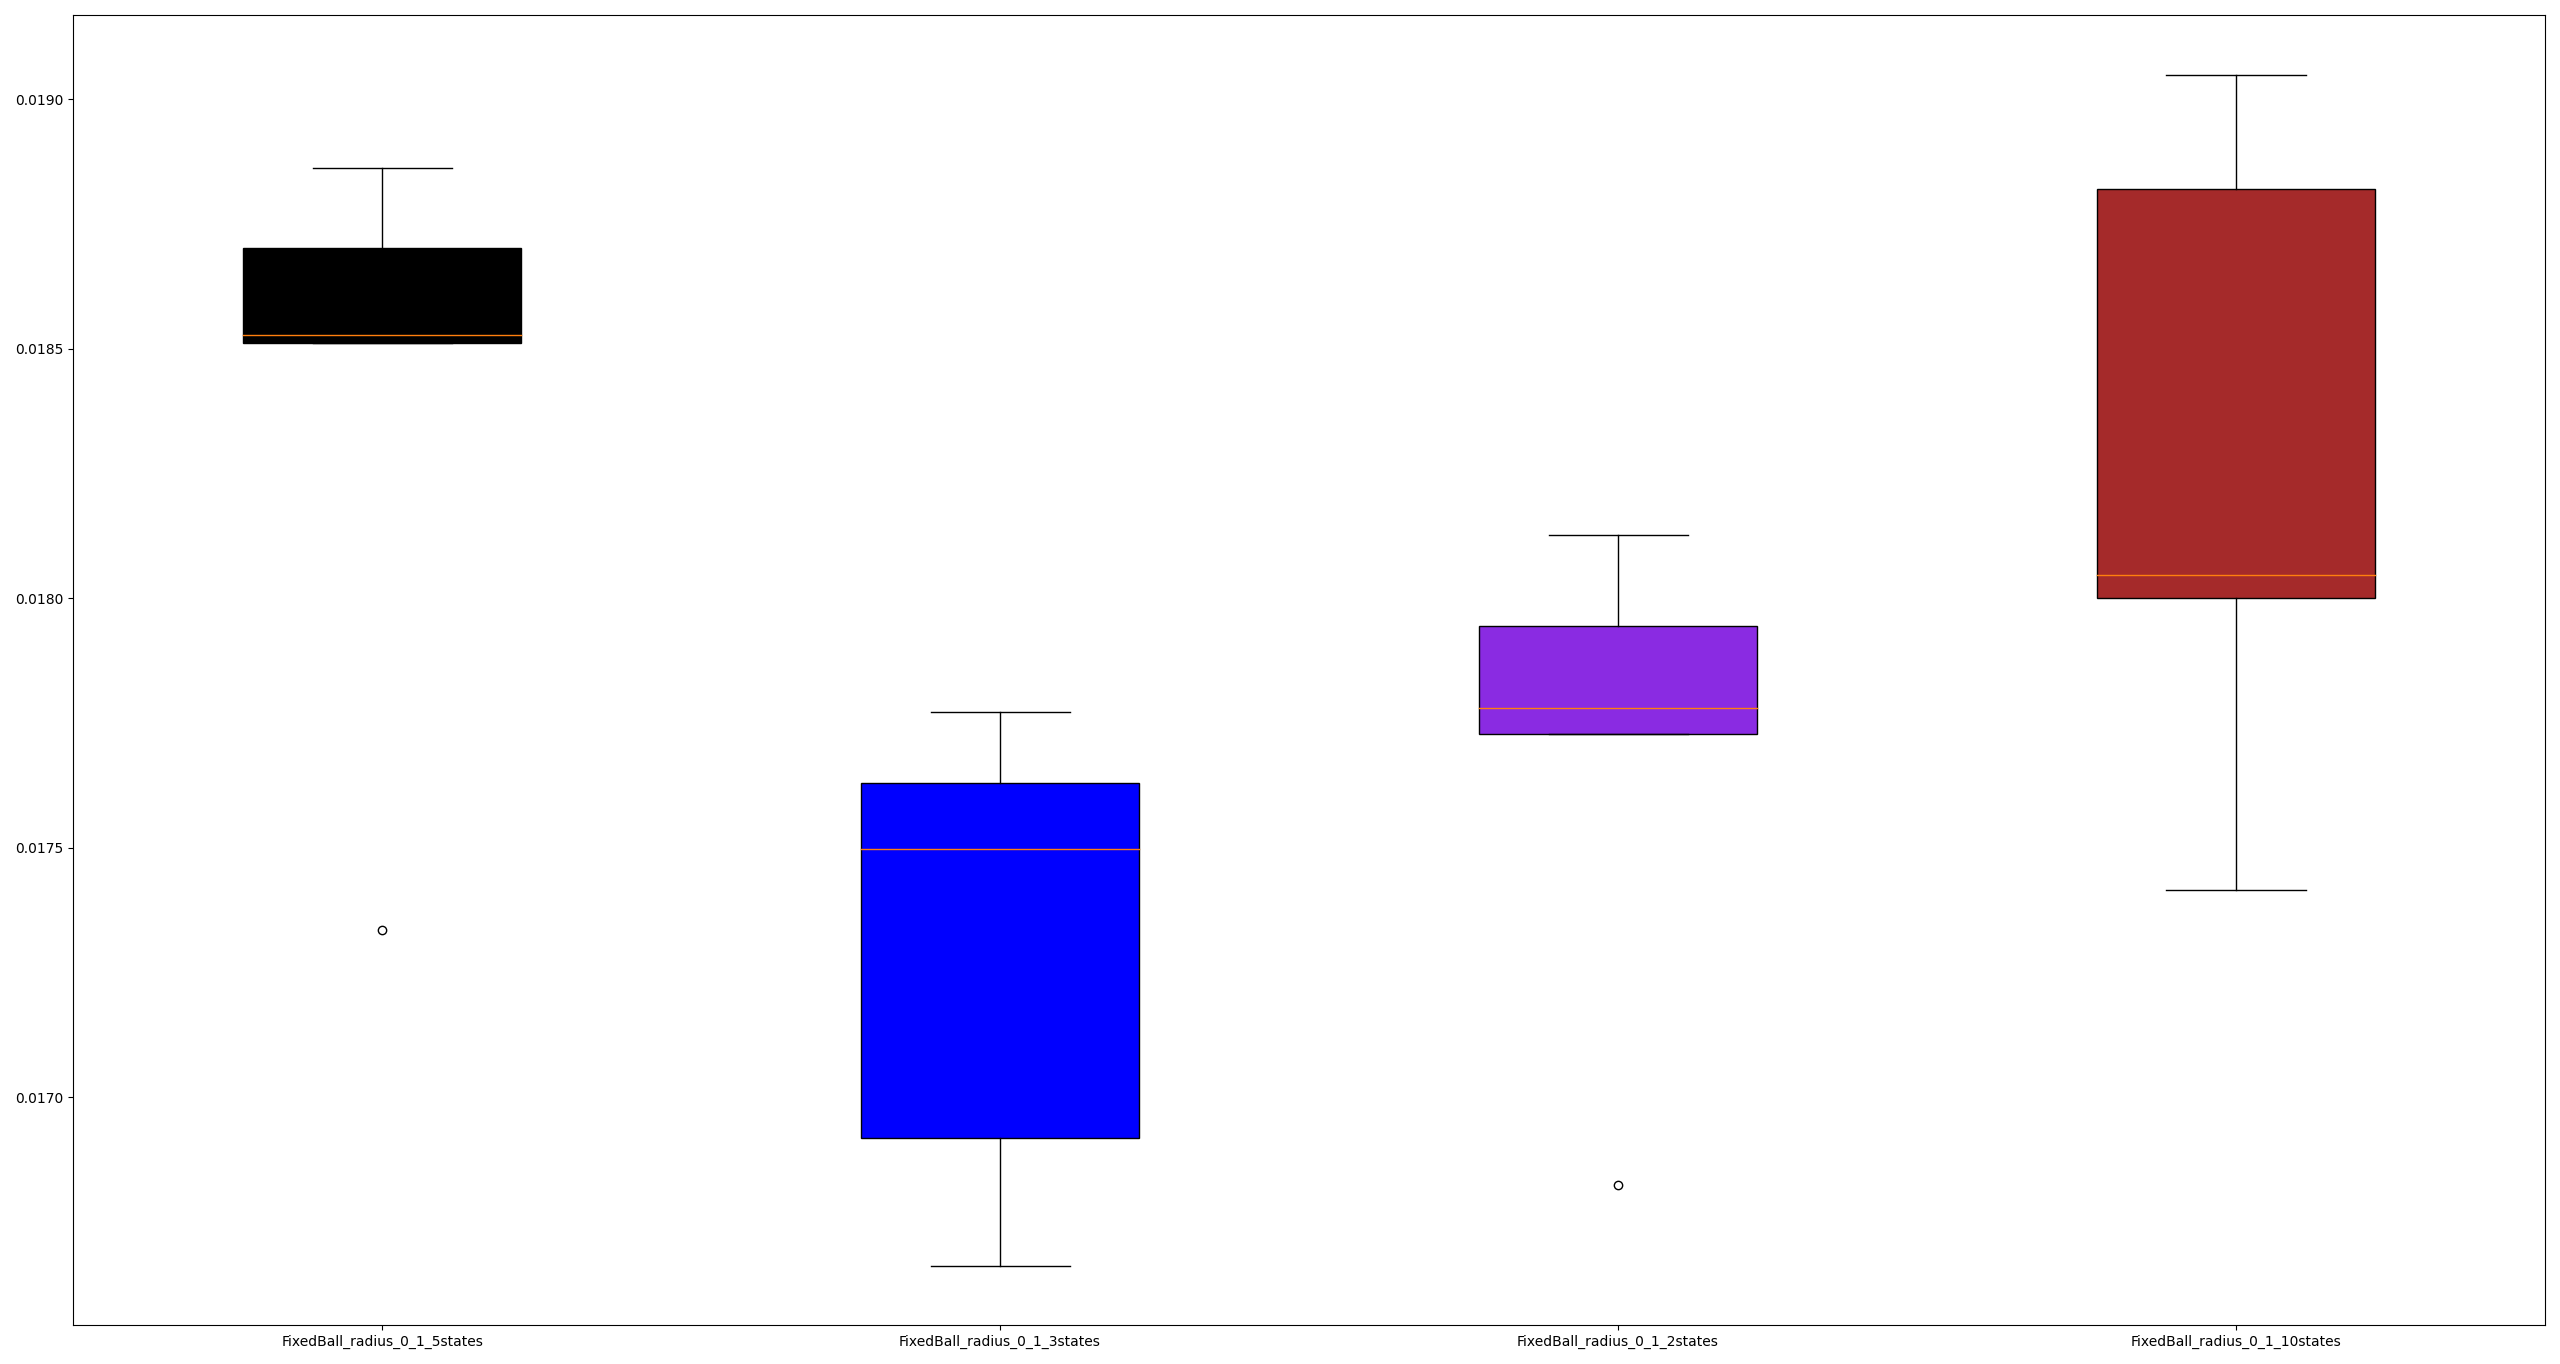 0.0190
0.0185
0.0180
0.0175
0.0170
FixedBall_radius_0_1_5states
FixedBall_radius_0_1_3states
FixedBall_radius_0_1_2states
FixedBall_radius_0_1_10states